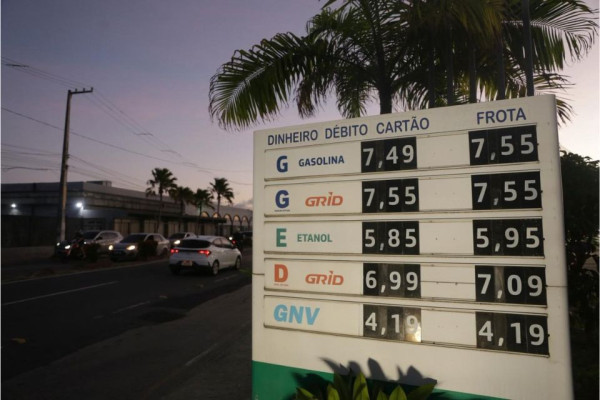 DINHEIRO DÉBITO CARTÃO FROTA
G GASOLINA 7,49 7,55
G GRID 7,55 7,55
E ETANOL 5,85 5,95
D GRID 6,99 7,09
GNV 4,19 4,19